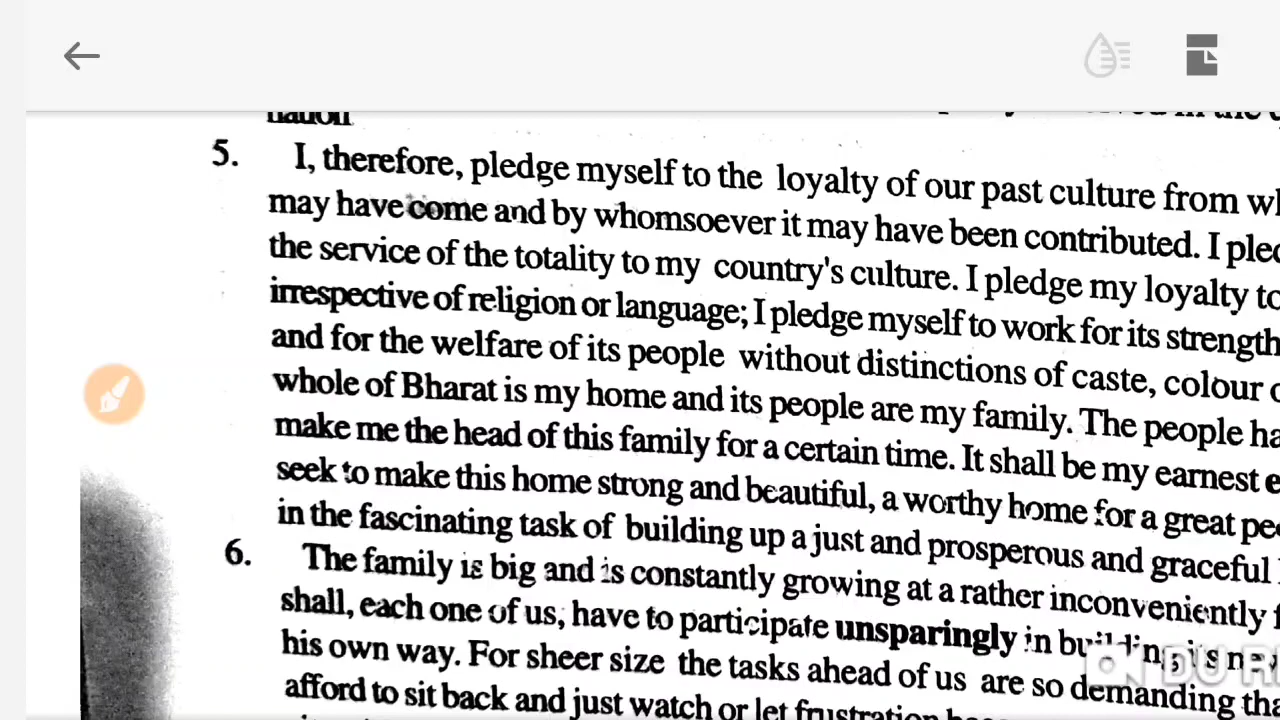 nation
5. I, therefore, pledge myself to the loyalty of our past culture from
may have come and by whomsoever it may have been contributed. I
the service of the totality to my country's culture. I pledge my loyalty
irrespective of religion or language; I pledge myself to work for its strength
and for the welfare of its people without distinctions of caste, colour
whole of Bharat is my home and its people are my family. The people
make me the head of this family for a certain time. It shall be my earnest
seek to make this home strong and beautiful, a worthy home for a great
in the fascinating task of building up a just and prosperous and graceful
6. The family is big and is constantly growing at a rather inconveniently
shall, each one of us, have to participate unsparingly in building its
his own way. For sheer size the tasks ahead of us are so demanding
afford to sit back and just watch or let frustration
DU